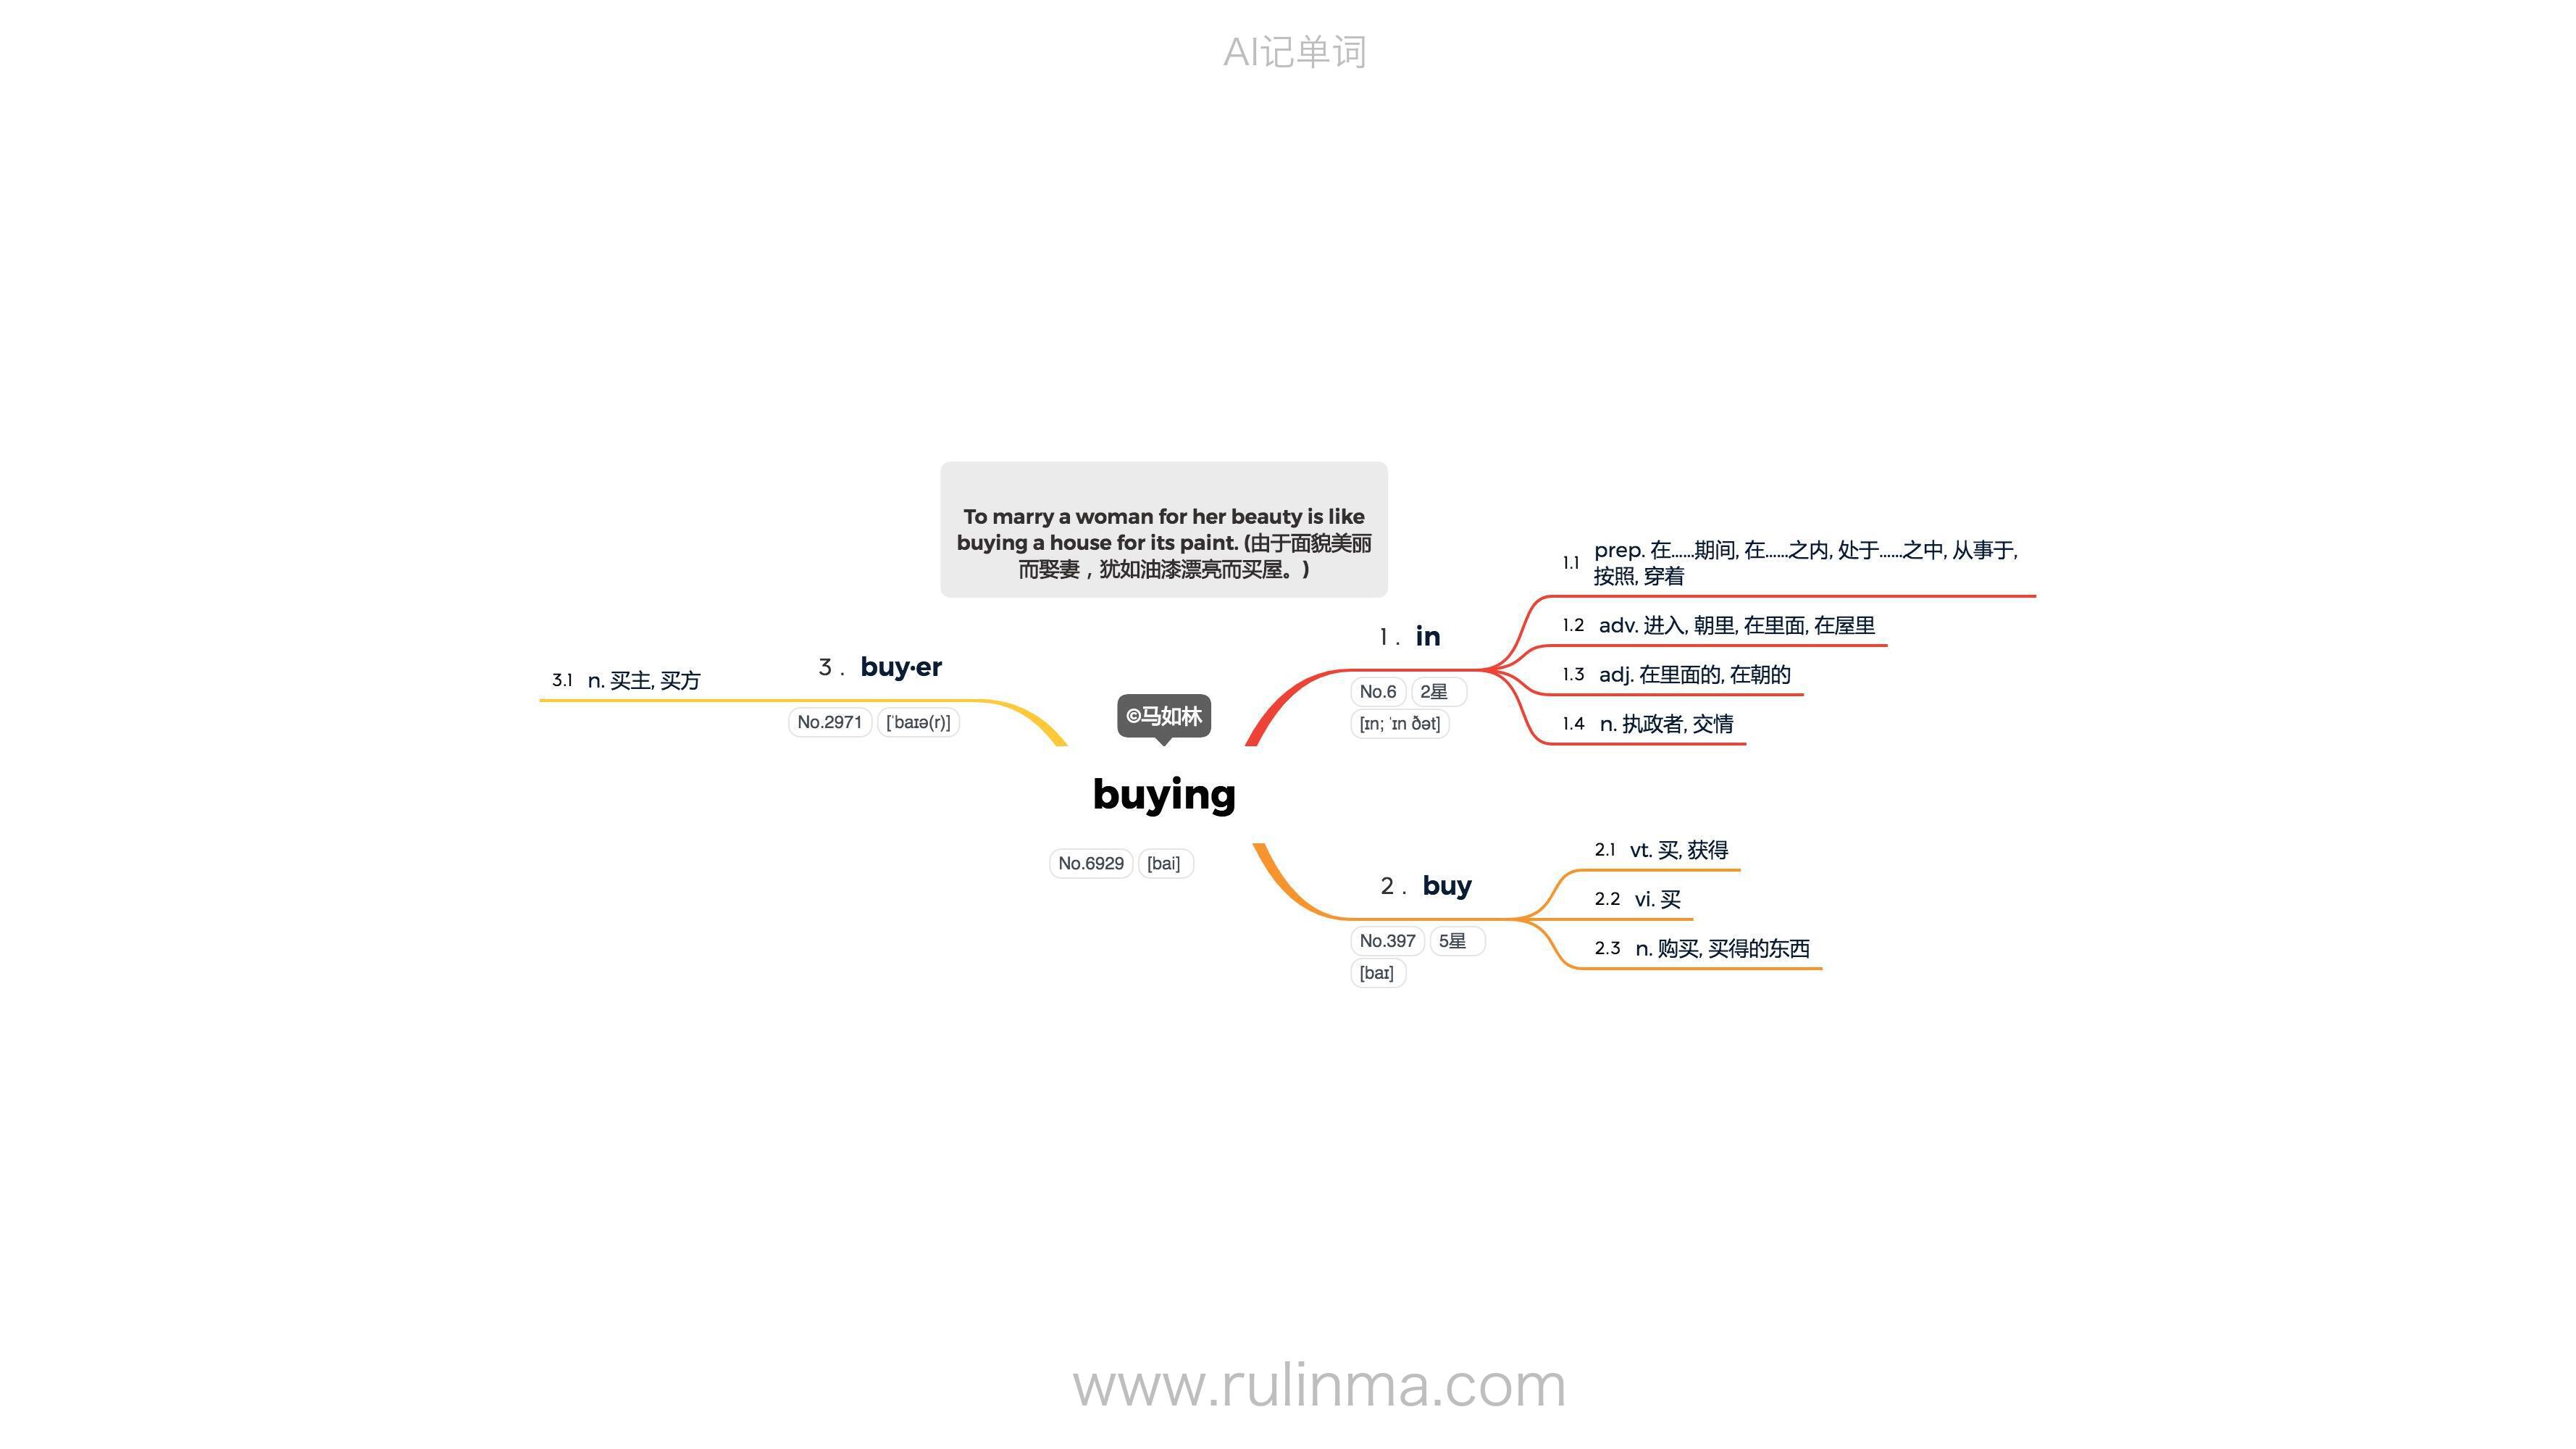 AI记单词
To marry a woman for her beauty is like
buying a house for its paint. (由于面貌美丽
而娶妻，犹如油漆漂亮而买屋。)
©马如林
buying
No.6929 [bai]
1. in
No.6 2星
[ɪn; ˈɪn ðət]
1.1 prep. 在……期间, 在……之内, 处于……之中, 从事于,
按照, 穿着
1.2 adv. 进入, 朝里, 在里面, 在屋里
1.3 adj. 在里面的, 在朝的
1.4 n. 执政者, 交情
2. buy
No.397 5星
[baɪ]
2.1 vt. 买, 获得
2.2 vi. 买
2.3 n. 购买, 买得的东西
3. buy·er
No.2971 [ˈbaɪə(r)]
3.1 n. 买主, 买方
www.rulinma.com